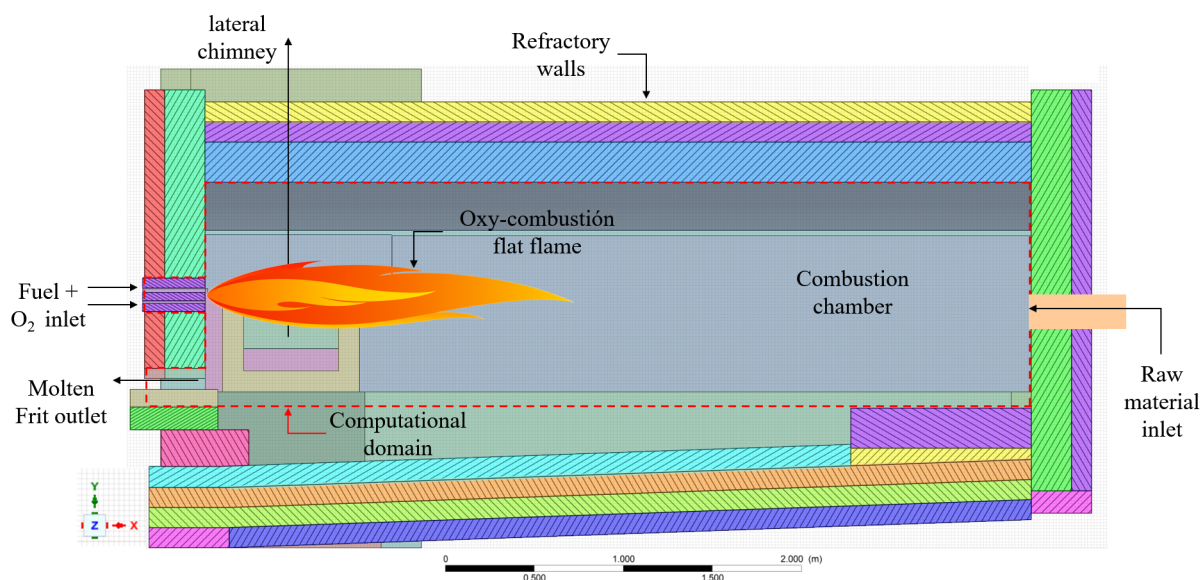 lateral
chimney
Refractory
walls
Oxy-combustión
flat flame
Combustion
chamber
Fuel +
O2 inlet
Molten
Frit outlet
Computational
domain
Raw
material
inlet
Y
Z
X
0
1.000
2.000 (m)
0.500
1.500